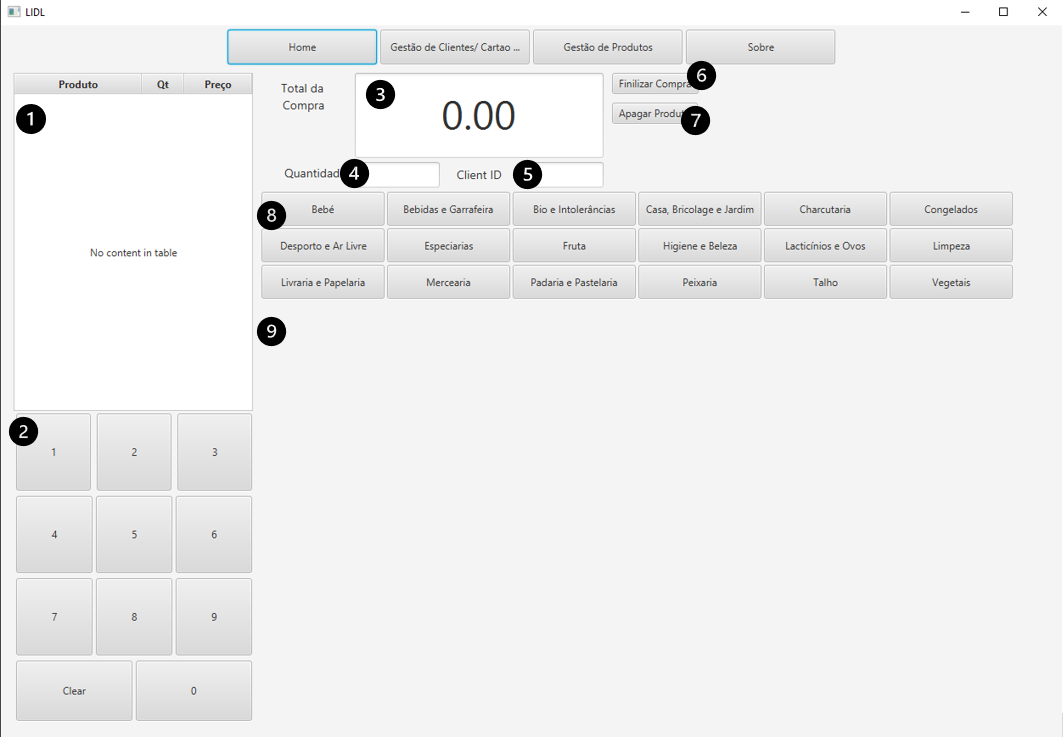 LIDL
Home Gestão de Clientes/ Cartao ... Gestão de Produtos Sobre
Produto Qt Preço
1
No content in table
Total da
Compra
3
0.00
Finilizar Compra 6
Apagar Produt 7
Quantidad 4 Client ID 5
8 Bebé Bebidas e Garrafeira Bio e Intolerâncias Casa, Bricolage e Jardim Charcutaria Congelados
Desporto e Ar Livre Especiarias Fruta Higiene e Beleza Lacticínios e Ovos Limpeza
Livraria e Papelaria Mercearia Padaria e Pastelaria Peixaria Talho Vegetais
9
2
1 2 3
4 5 6
7 8 9
Clear 0